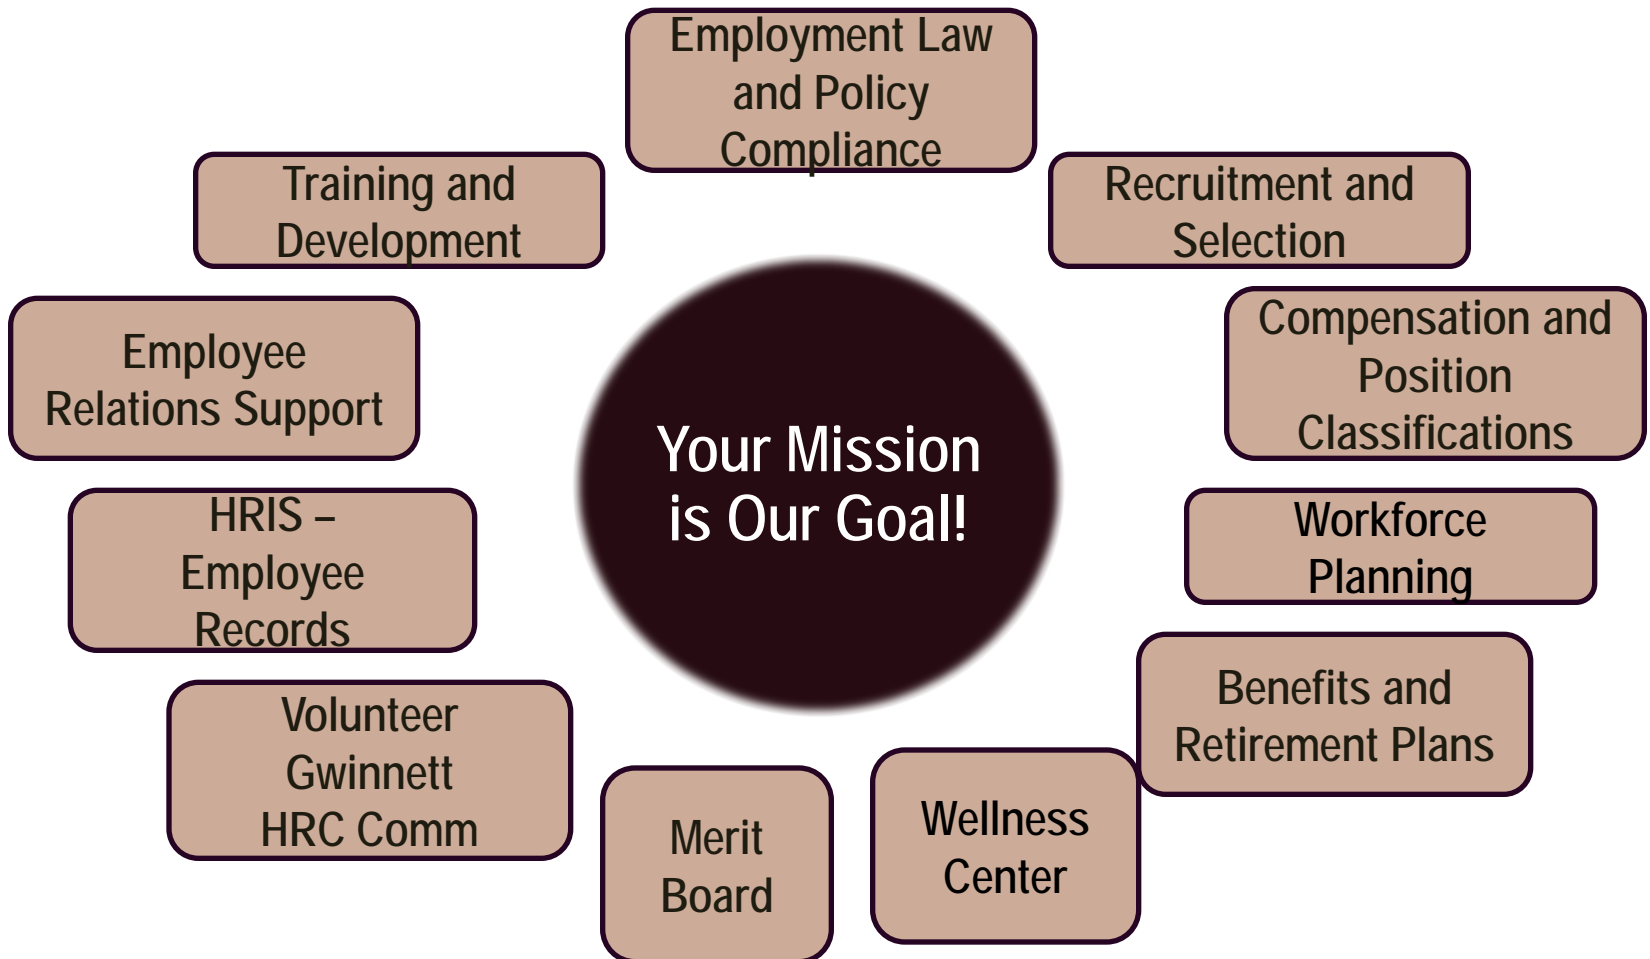 Employment Law
and Policy
Compliance
Training and
Development
Recruitment and
Selection
Employee
Relations Support
Compensation and
Position
Classifications
Your Mission
is Our Goal!
HRIS –
Employee
Records
Workforce
Planning
Volunteer
Gwinnett
HRC Comm
Benefits and
Retirement Plans
Merit
Board
Wellness
Center